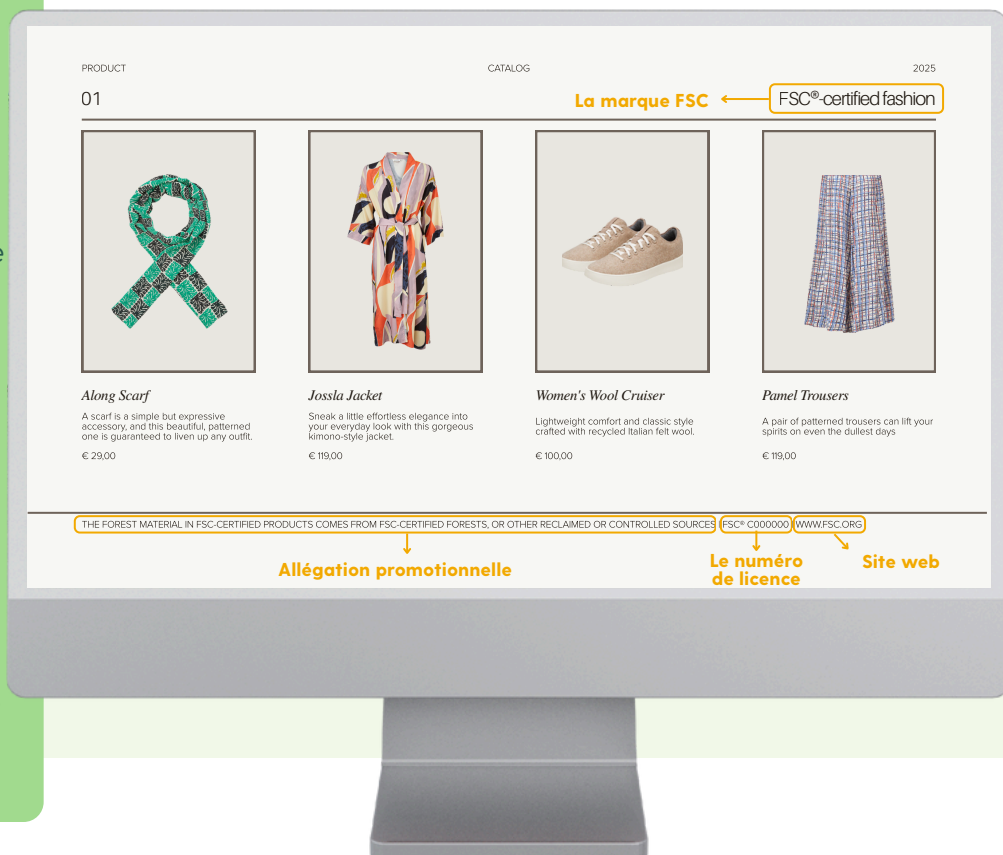 PRODUCT
CATALOG
2025
01
La marque FSC
FSC®-certified fashion
Along Scarf
A scarf is a simple but expressive
accessory, and this beautiful, patterned
one is guaranteed to liven up any outfit.
€ 29,00
Jossla Jacket
Sneak a little effortless elegance into
your everyday look with this gorgeous
kimono-style jacket.
€ 119,00
Women's Wool Cruiser
Lightweight comfort and classic style
crafted with recycled Italian felt wool.
€ 100,00
Pamel Trousers
A pair of patterned trousers can lift your
spirits on even the dullest days
€ 119,00
THE FOREST MATERIAL IN FSC-CERTIFIED PRODUCTS COMES FROM FSC-CERTIFIED FORESTS, OR OTHER RECLAIMED OR CONTROLLED SOURCES (FSC® C000000) WWW.FSC.ORG
Allégation promotionnelle
Le numéro
de licence
Site web